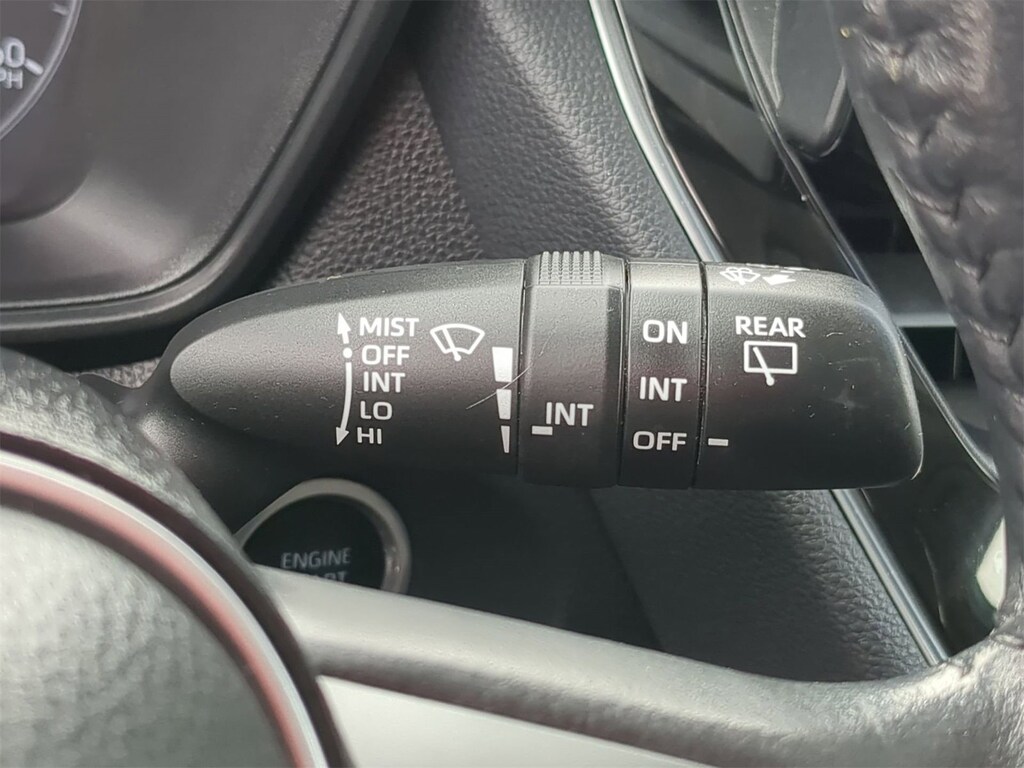 MIST
OFF
INT
LO
HI
INT
ON
INT
OFF
REAR
ENGINE